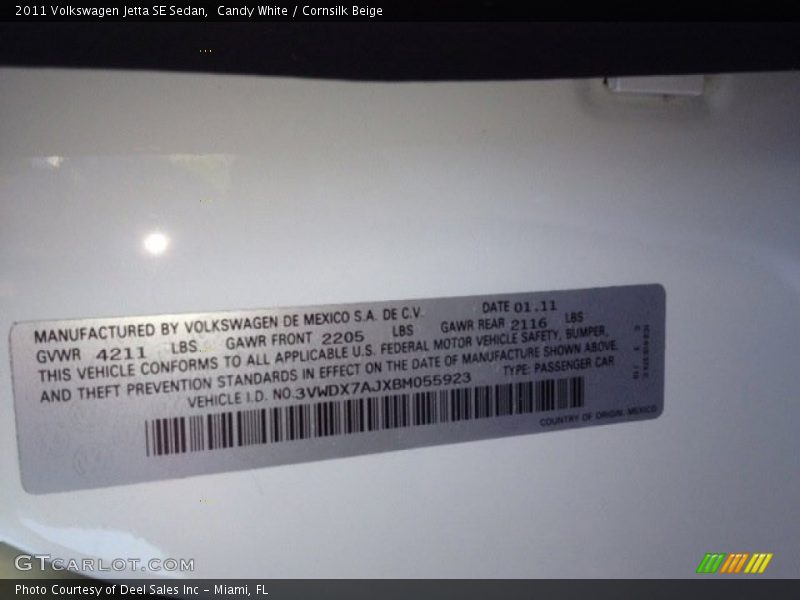 2011 Volkswagen Jetta SE Sedan,  Candy White / Cornsilk Beige
MANUFACTURED BY VOLKSWAGEN DE MEXICO S.A. DE C.V. DATE 01.11
GVWR 4211 LBS GAWR FRONT 2205 LBS GAWR REAR 2116 LBS
THIS VEHICLE CONFORMS TO ALL APPLICABLE U.S. FEDERAL MOTOR VEHICLE SAFETY, BUMPER,
AND THEFT PREVENTION STANDARDS IN EFFECT ON THE DATE OF MANUFACTURE SHOWN ABOVE.
VEHICLE I.D. NO. 3VWDX7AJXBM055923 TYPE: PASSENGER CAR
COUNTRY OF ORIGIN: MEXICO
GTCARLOT.COM
Photo Courtesy of Deel Sales Inc – Miami, FL